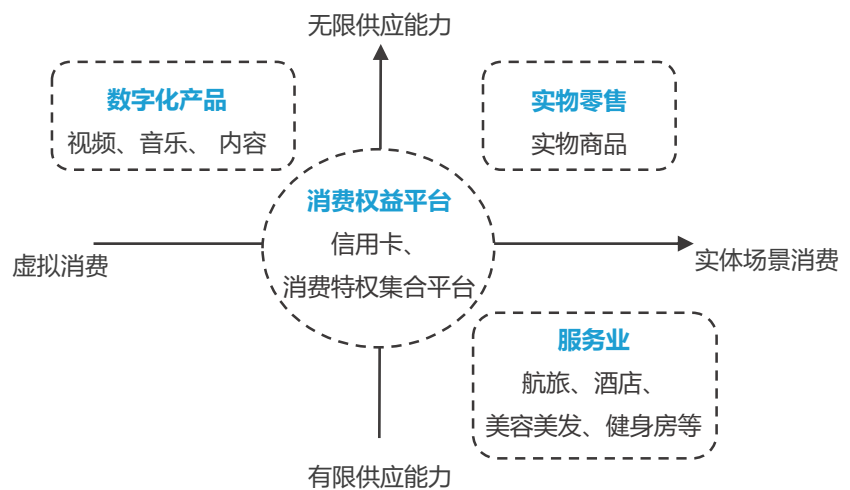 无限供应能力
数字化产品
视频、音乐、 内容
实物零售
实物商品
消费权益平台
信用卡、
消费特权集合平台
虚拟消费
实体场景消费
服务业
航旅、酒店、
美容美发、健身房等
有限供应能力